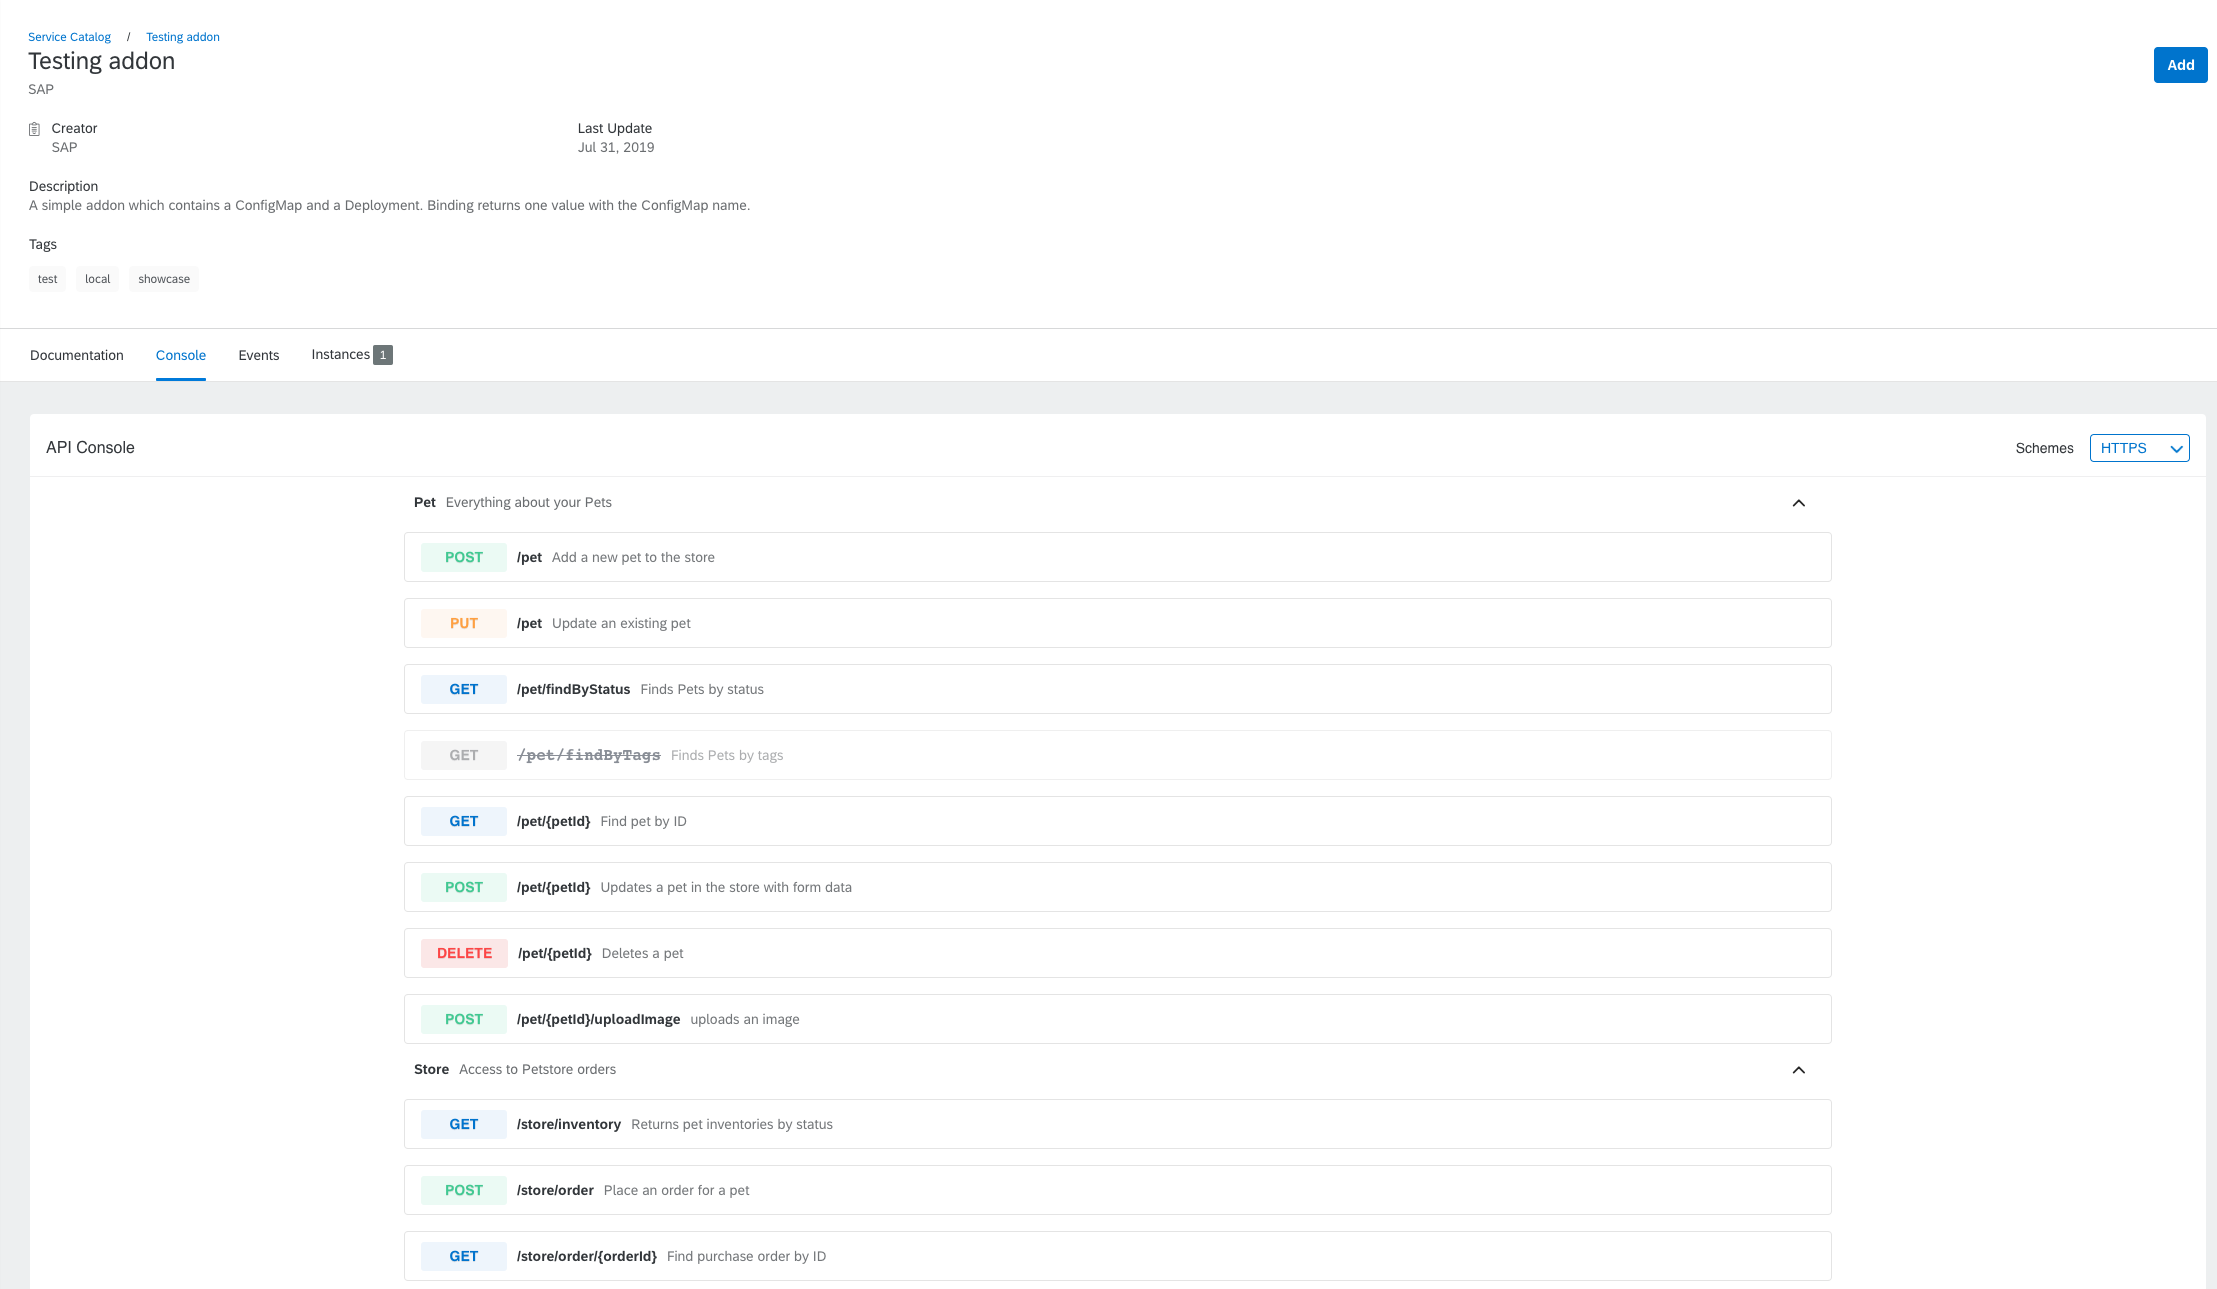 Service Catalog / Testing addon
Testing addon
Add
SAP
Creator
SAP
Last Update
Jul 31, 2019
Description
A simple addon which contains a ConfigMap and a Deployment. Binding returns one value with the ConfigMap name.
Tags
test local showcase
Documentation Console Events Instances 1
API Console Schemes HTTPS
Pet Everything about your Pets
POST /pet Add a new pet to the store
PUT /pet Update an existing pet
GET /pet/findByStatus Finds Pets by status
GET /pet/findByTags Finds Pets by tags
GET /pet/{petId} Find pet by ID
POST /pet/{petId} Updates a pet in the store with form data
DELETE /pet/{petId} Deletes a pet
POST /pet/{petId}/uploadImage uploads an image
Store Access to Petstore orders
GET /store/inventory Returns pet inventories by status
POST /store/order Place an order for a pet
GET /store/order/{orderId} Find purchase order by ID